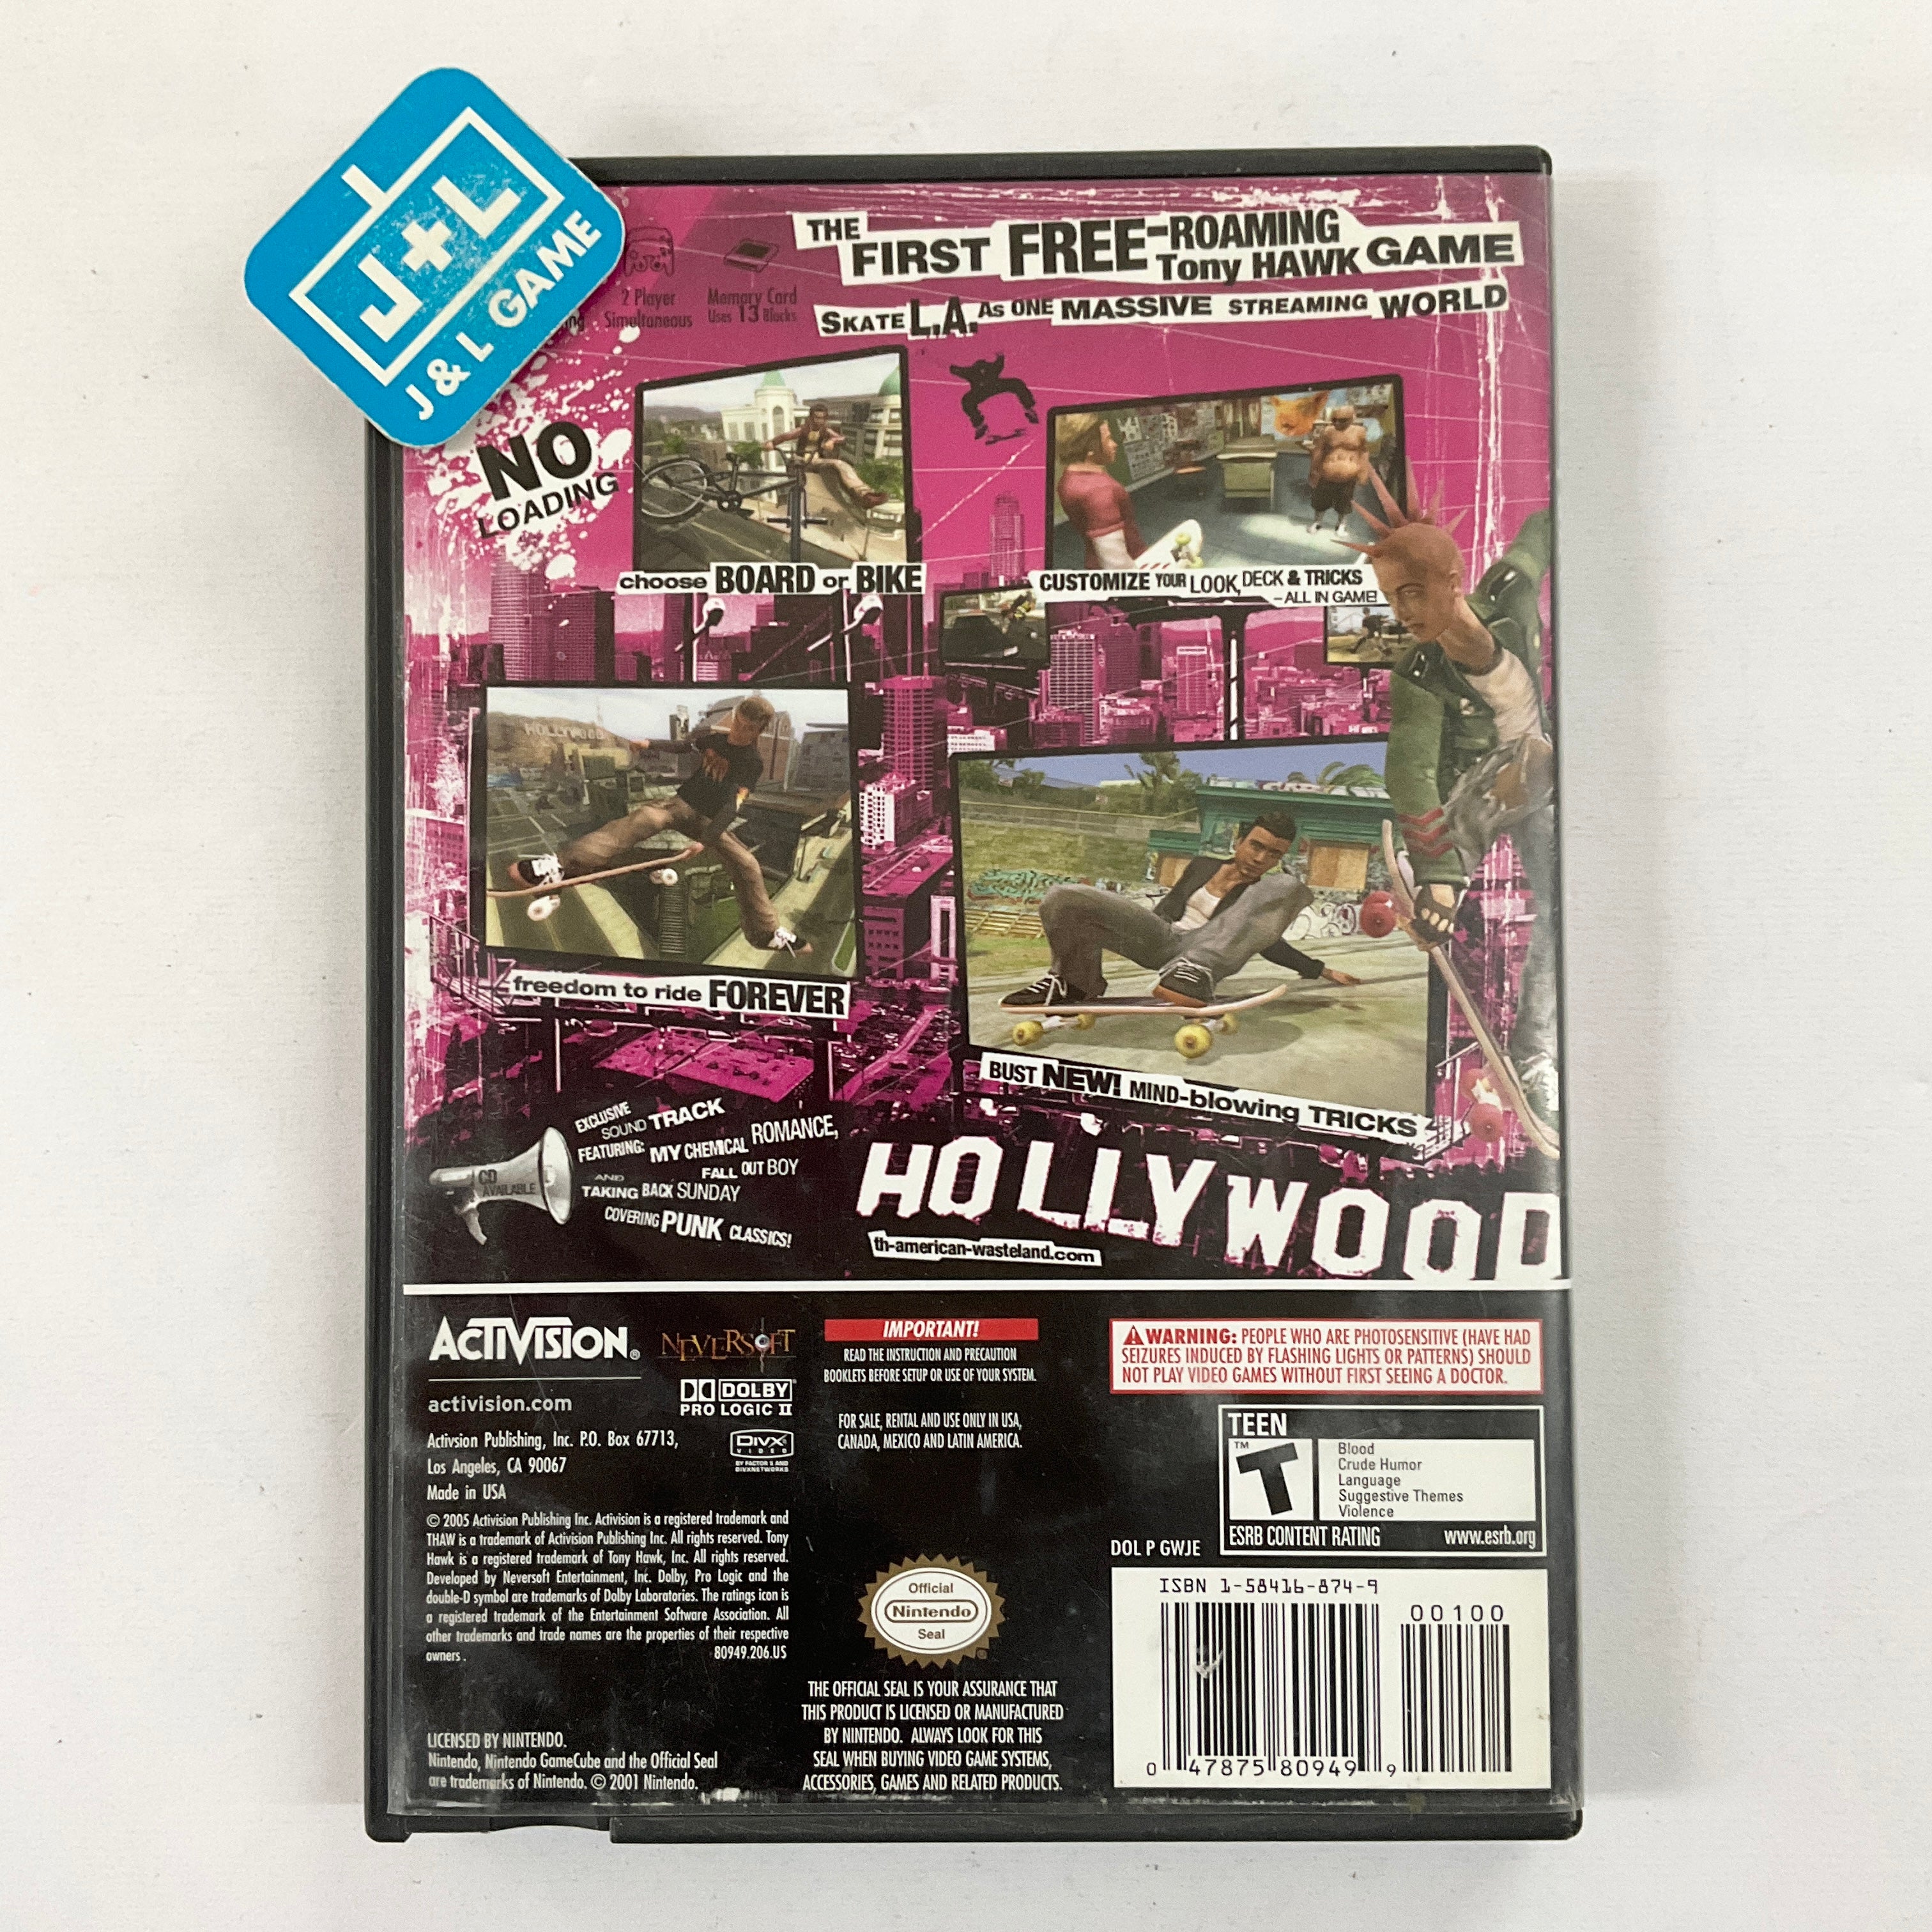 J+L
J & L GAME
2 Player
Simultaneous
Memory Card
Uses 13 Blocks
THE FIRST FREE-ROAMING
Tony HAWK GAME
SKATE L.A. As ONE MASSIVE STREAMING WORLD
NO
LOADING
choose BOARD or BIKE
CUSTOMIZE YOUR LOOK, DECK & TRICKS
-ALL IN GAME!
HOLLYWOOD
freedom to ride FOREVER
BUST NEW! MIND-blowing TRICKS
EXCLUSIVE
SOUND TRACK
FEATURING: MY CHEMICAL ROMANCE,
FALL OUT BOY
AND
TAKING BACK SUNDAY
COVERING PUNK CLASSICS!
CD
AVAILABLE
HOLLYWOOD
th-american-wasteland.com
ACTIVISION®
NEVERSOFT
activision.com
DOLBY
PRO LOGIC II
Activsion Publishing, Inc. P.O. Box 67713,
Los Angeles, CA 90067
Made in USA
DIVX
VIDEO
BY FACTOR 5 AND
DIVXNETWORKS
© 2005 Activision Publishing Inc. Activision is a registered trademark and
THAW is a trademark of Activision Publishing Inc. All rights reserved. Tony
Hawk is a registered trademark of Tony Hawk, Inc. All rights reserved.
Developed by Neversoft Entertainment, Inc. Dolby, Pro Logic and the
double-D symbol are trademarks of Dolby Laboratories. The ratings icon is
a registered trademark of the Entertainment Software Association. All
other trademarks and trade names are the properties of their respective
owners. 80949.206.US
LICENSED BY NINTENDO.
Nintendo, Nintendo GameCube and the Official Seal
are trademarks of Nintendo. © 2001 Nintendo.
IMPORTANT!
READ THE INSTRUCTION AND PRECAUTION
BOOKLETS BEFORE SETUP OR USE OF YOUR SYSTEM.
FOR SALE, RENTAL AND USE ONLY IN USA,
CANADA, MEXICO AND LATIN AMERICA.
Official
Nintendo
Seal
THE OFFICIAL SEAL IS YOUR ASSURANCE THAT
THIS PRODUCT IS LICENSED OR MANUFACTURED
BY NINTENDO. ALWAYS LOOK FOR THIS
SEAL WHEN BUYING VIDEO GAME SYSTEMS,
ACCESSORIES, GAMES AND RELATED PRODUCTS.
WARNING: PEOPLE WHO ARE PHOTOSENSITIVE (HAVE HAD
SEIZURES INDUCED BY FLASHING LIGHTS OR PATTERNS) SHOULD
NOT PLAY VIDEO GAMES WITHOUT FIRST SEEING A DOCTOR.
TEEN
T
TM
Blood
Crude Humor
Language
Suggestive Themes
Violence
ESRB CONTENT RATING www.esrb.org
DOL P GWJE
ISBN 1-58416-874-9
00100
0 47875 80949 9